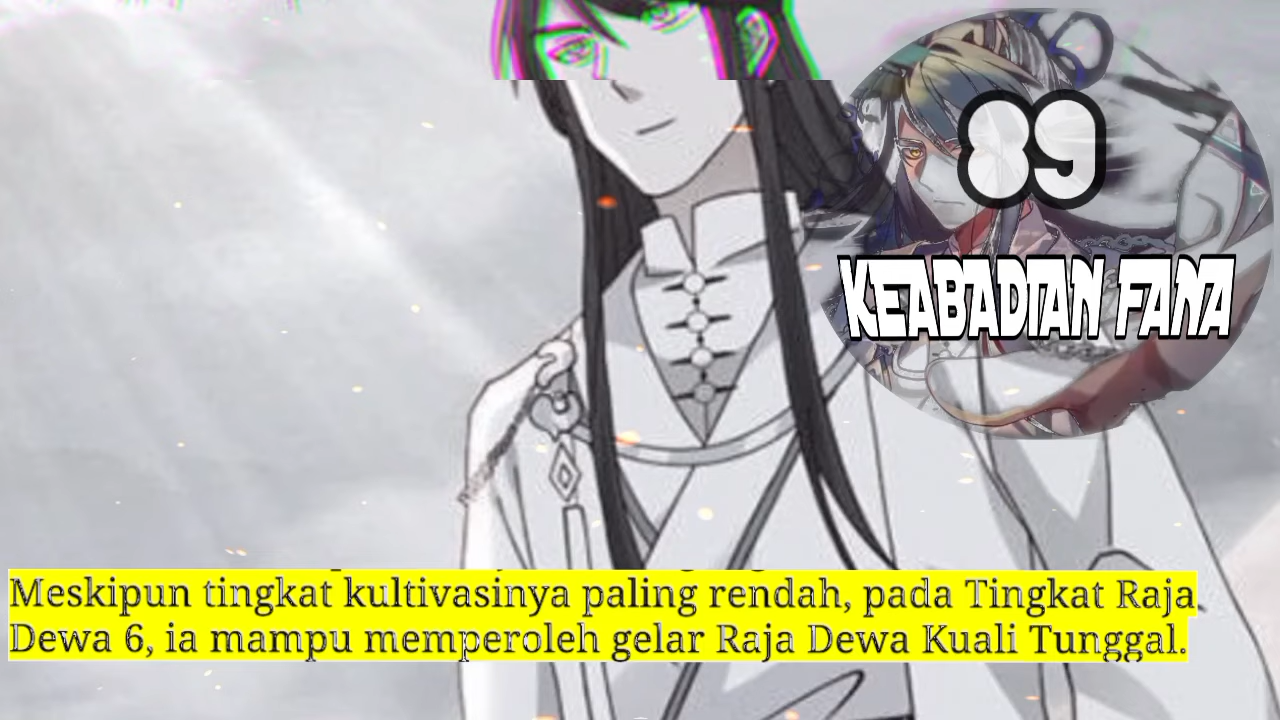 89
KEABADIAN FANA
Meskipun tingkat kultivasinya paling rendah, pada Tingkat Raja
Dewa 6, ia mampu memperoleh gelar Raja Dewa Kuali Tunggal.